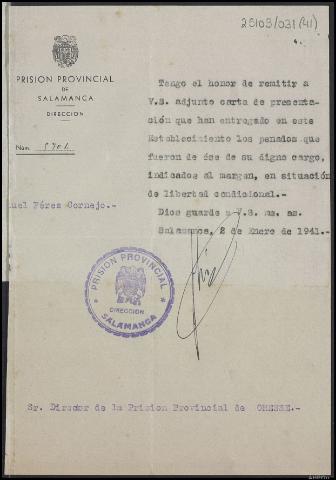 25103/031(41)
PRISION PROVINCIAL
DE
SALAMANCA
DIRECCION
Núm.
Tengo el honor de remitir a
V.S. adjunto carta de presenta-
ción que han entregado en este
Establecimiento los penados que
fueron de ése de su digno cargo,
indicados al margen, en situación
de libertad condicional.-
Dios guarde a V.S. ms. as.
Salamanca, 2 de Enero de 1941.-
uel Pérez Cornejo.-
PRISION PROVINCIAL
DIRECCION
SALAMANCA
Sr. Director de la Prision Provincial de ORENSE.-